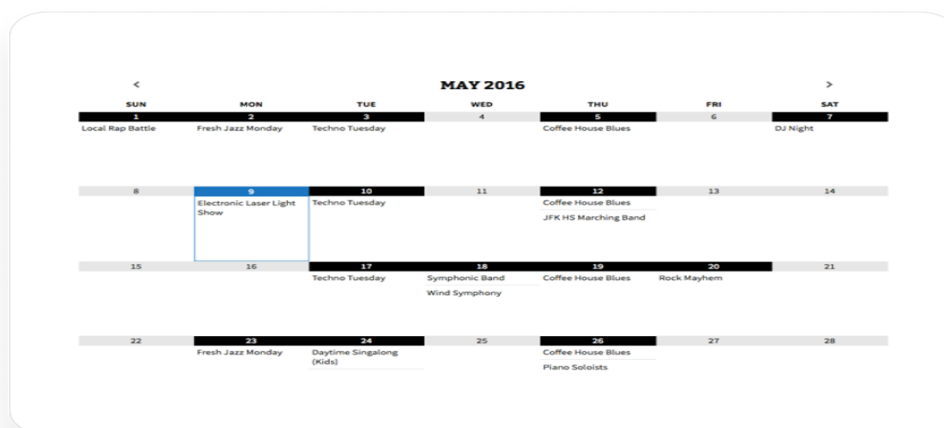 < MAY 2016 >
SUN MON TUE WED THU FRI SAT
1 2 3 4 5 6 7
Local Rap Battle Fresh Jazz Monday Techno Tuesday Coffee House Blues DJ Night
8 9 10 11 12 13 14
Electronic Laser Light Techno Tuesday Coffee House Blues
Show
JFK HS Marching Band
15 16 17 18 19 20 21
Techno Tuesday Symphonic Band Coffee House Blues Rock Mayhem
Wind Symphony
22 23 24 25 26 27 28
Fresh Jazz Monday Daytime Singalong Coffee House Blues
(Kids)
Piano Soloists